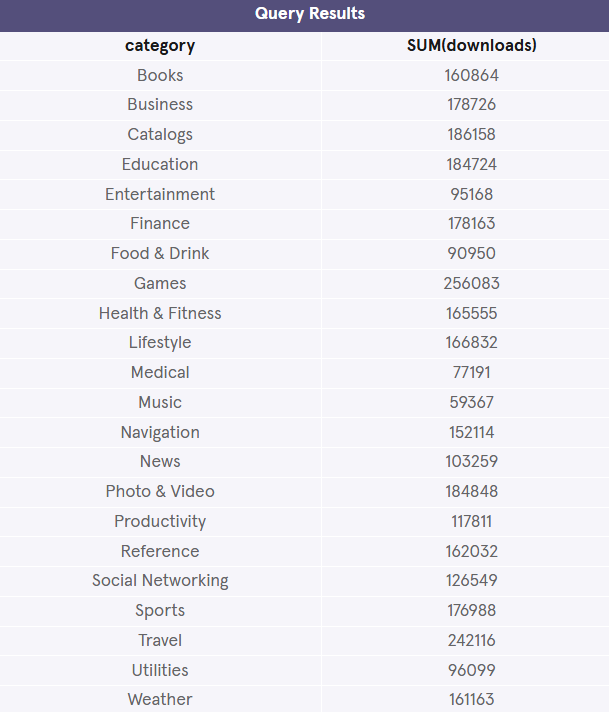 Query Results
category SUM(downloads)
Books 160864
Business 178726
Catalogs 186158
Education 184724
Entertainment 95168
Finance 178163
Food & Drink 90950
Games 256083
Health & Fitness 165555
Lifestyle 166832
Medical 77191
Music 59367
Navigation 152114
News 103259
Photo & Video 184848
Productivity 117811
Reference 162032
Social Networking 126549
Sports 176988
Travel 242116
Utilities 96099
Weather 161163